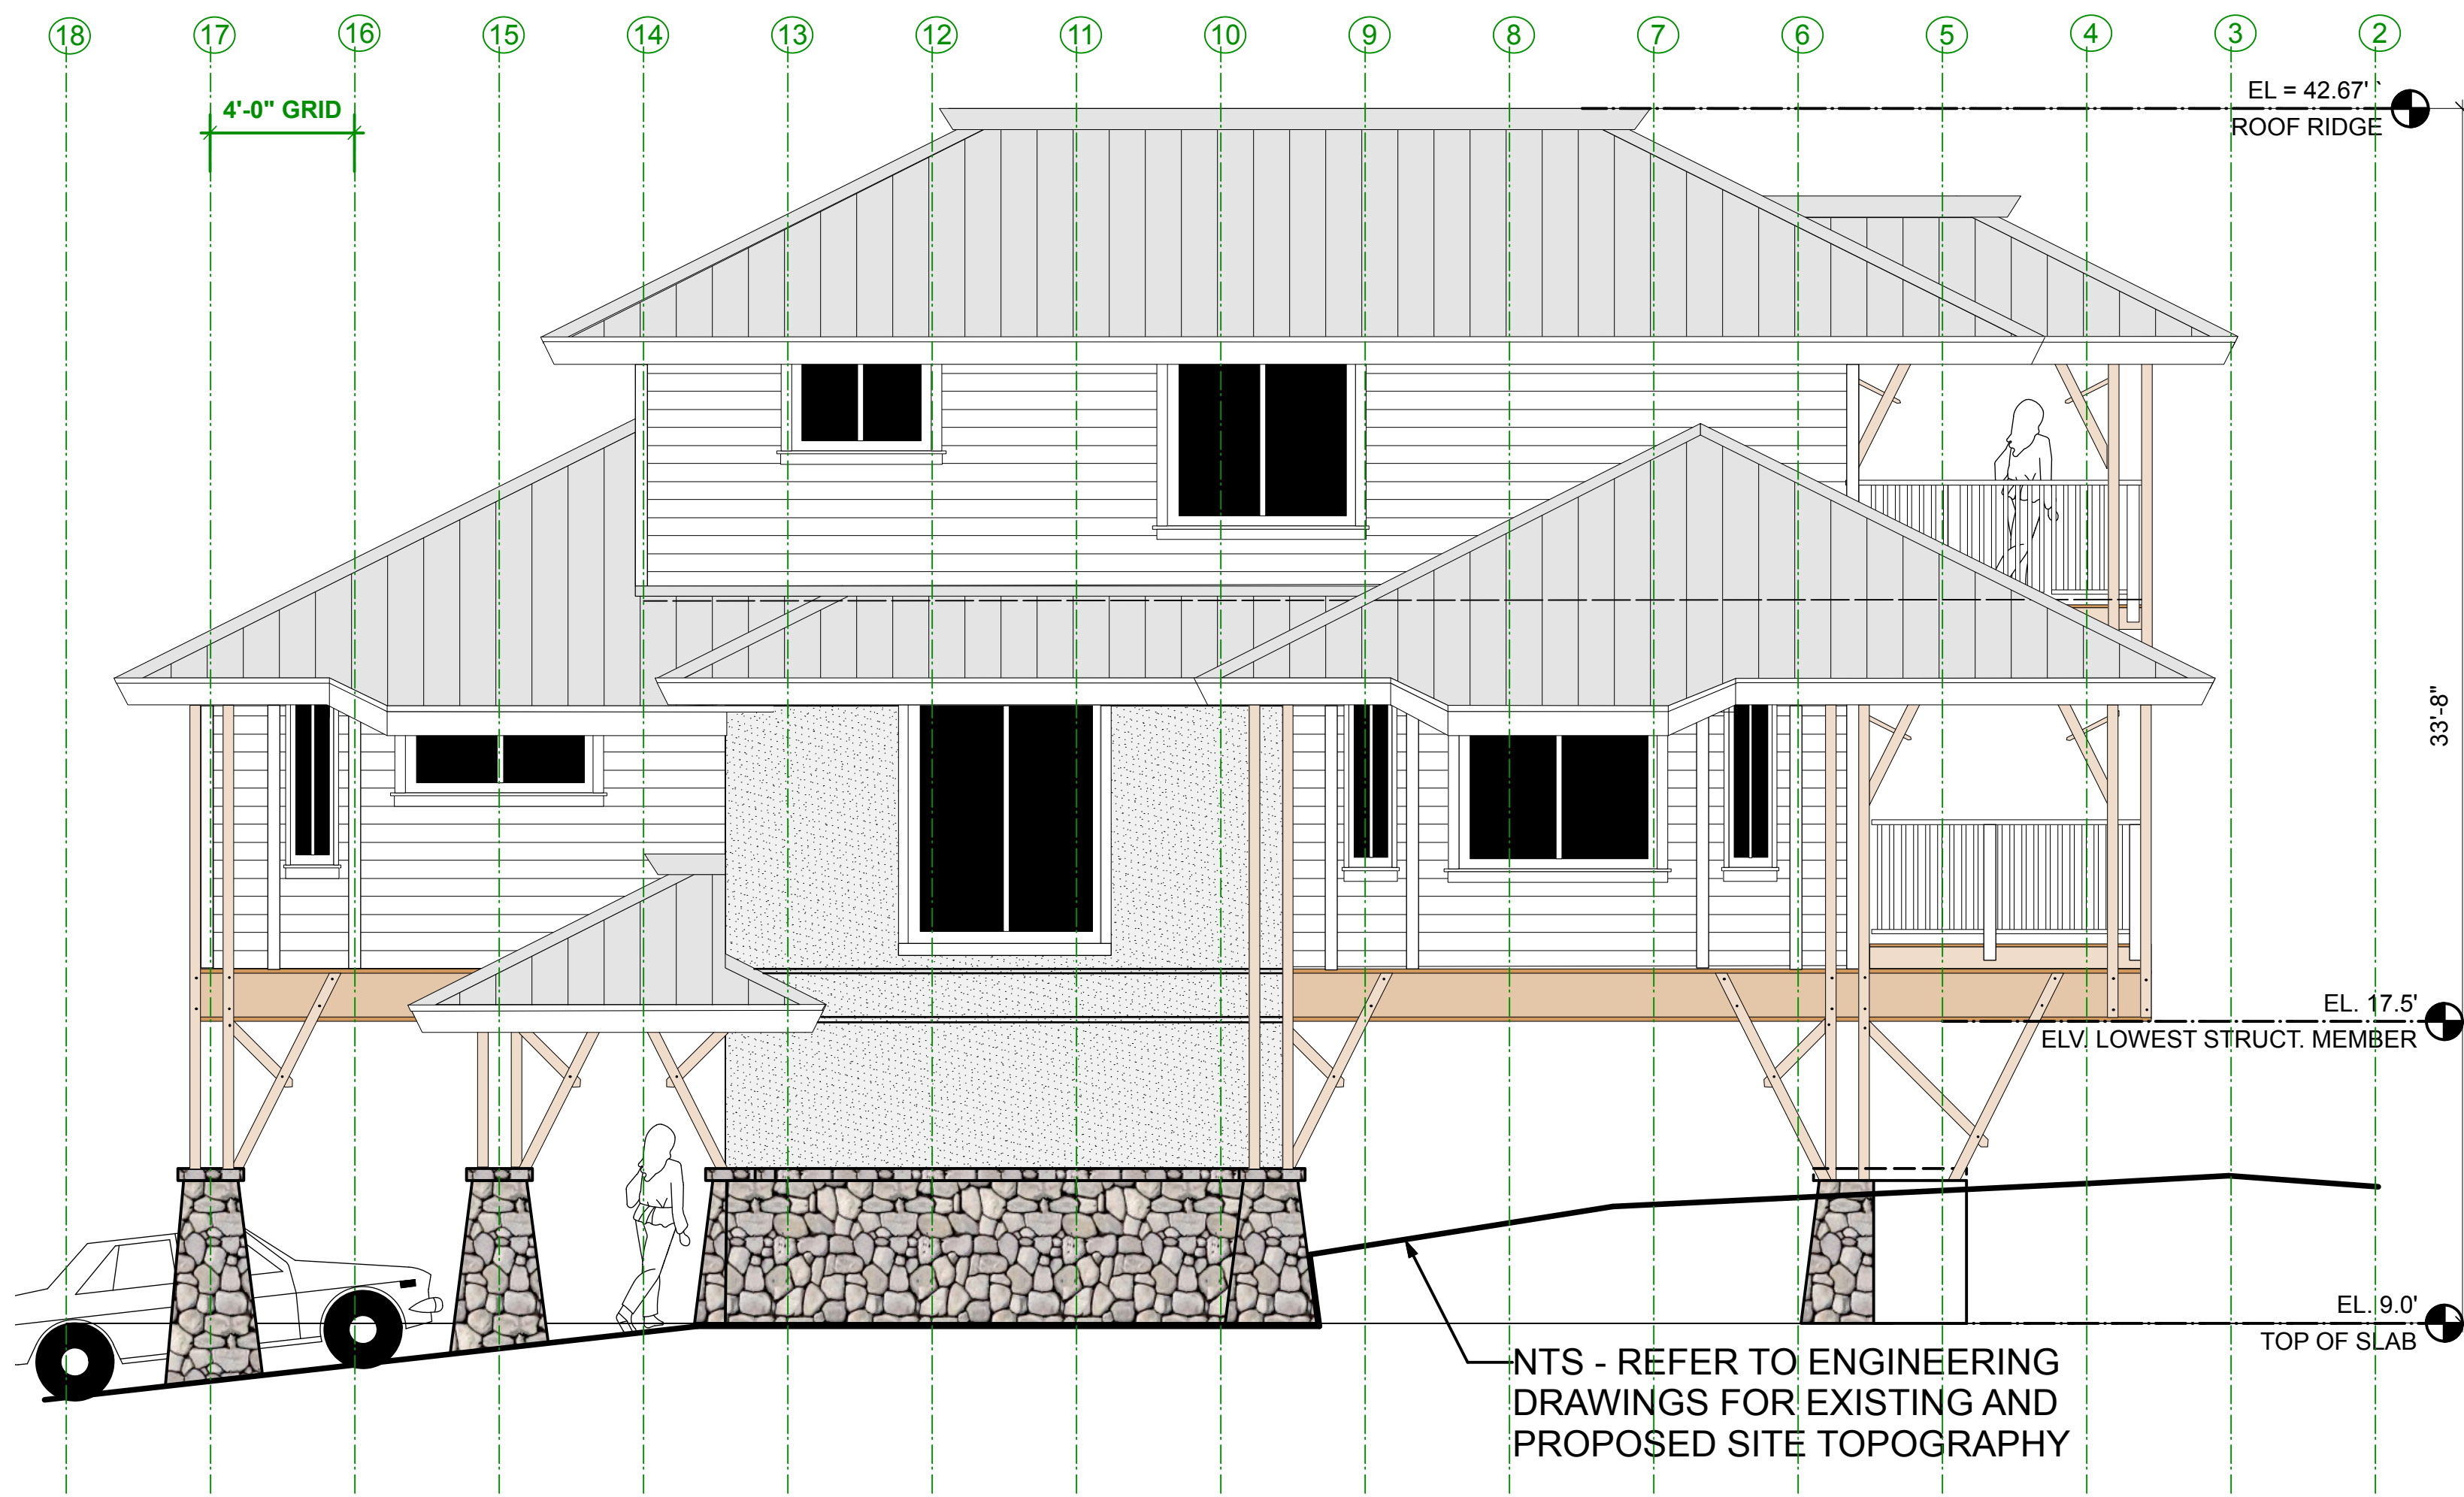 18 17 16 15 14 13 12 11 10 9 8 7 6 5 4 3 2
4'-0" GRID
EL = 42.67' `
ROOF RIDGE
33'-8"
EL. 17.5'
ELV. LOWEST STRUCT. MEMBER
EL. 9.0'
TOP OF SLAB
NTS - REFER TO ENGINEERING
DRAWINGS FOR EXISTING AND
PROPOSED SITE TOPOGRAPHY